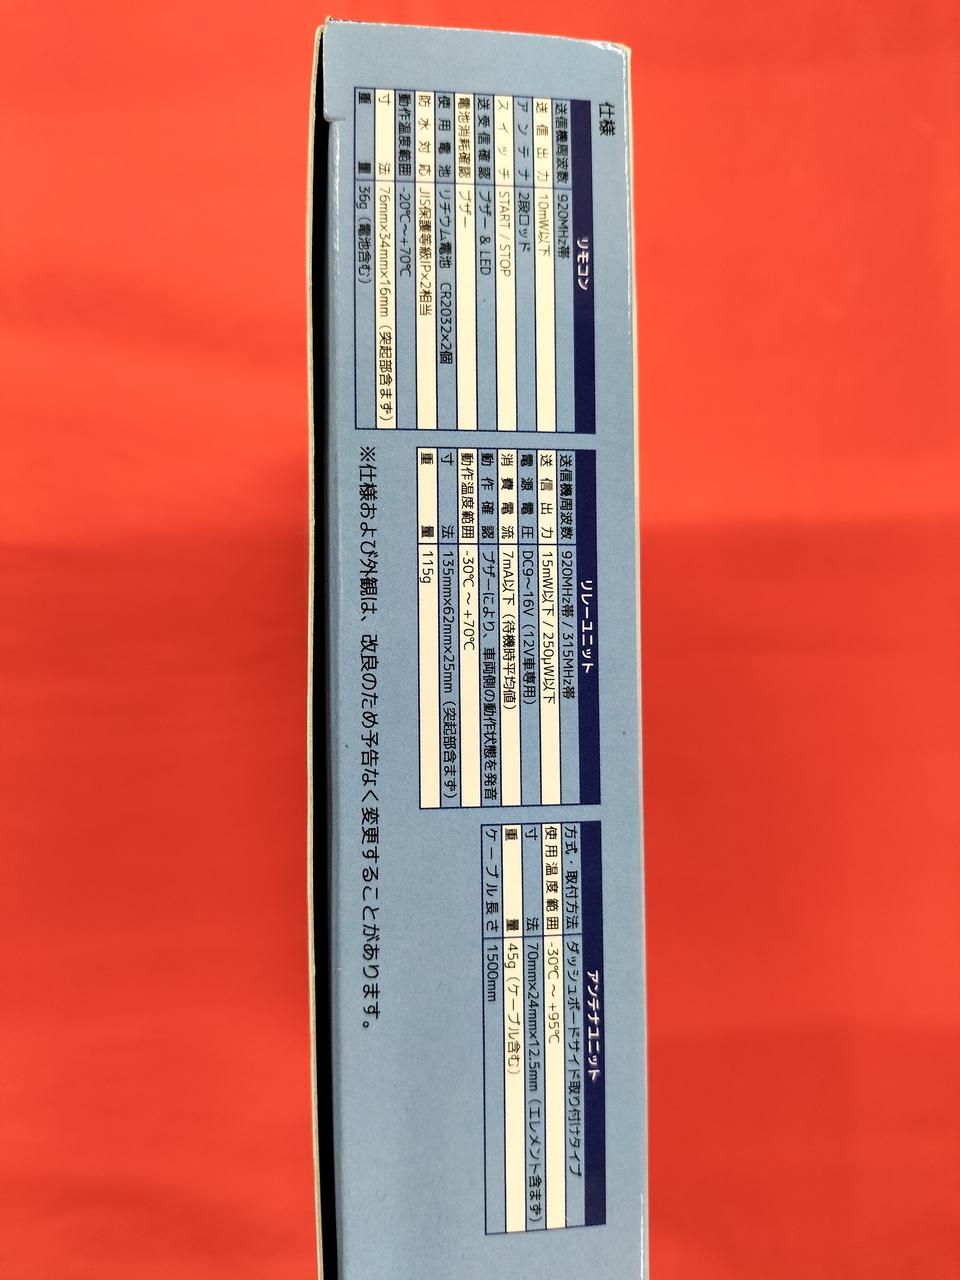 仕様
リモコン
送信機周波数 920MHz帯
送信出力 10mW以下
アンテナ 2段ロッド
スイッチ START / STOP
送受信確認 ブザー & LED
電池消耗確認 ブザー
使用電池 リチウム電池 CR2032×2個
防水対応 JIS保護等級IP×2相当
動作温度範囲 -20℃〜+70℃
寸法 76mm×34mm×16mm（突起部含まず）
重量 36g（電池含む）
リレーユニット
送信機周波数 920MHz帯 / 315MHz帯
送信出力 15mW以下 / 250μW以下
電源電圧 DC9〜16V（12V車専用）
消費電流 7mA以下（待機時平均値）
動作確認 ブザーにより、車両側の動作状態を発音
動作温度範囲 -30℃ 〜 +70℃
寸法 135mm×62mm×25mm（突起部含まず）
重量 115g
アンテナユニット
方式・取付方法 ダッシュボードサイド取り付けタイプ
使用温度範囲 -30℃ 〜 +95℃
寸法 70mm×24mm×12.5mm（エレメント含まず）
重量 45g（ケーブル含む）
ケーブル長さ 1500mm
※仕様および外観は、改良のため予告なく変更することがあります。